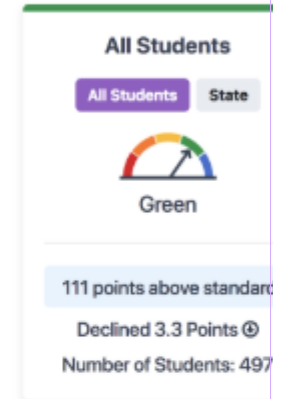 All Students
All Students State
Green
111 points above standard
Declined 3.3 Points
Number of Students: 497